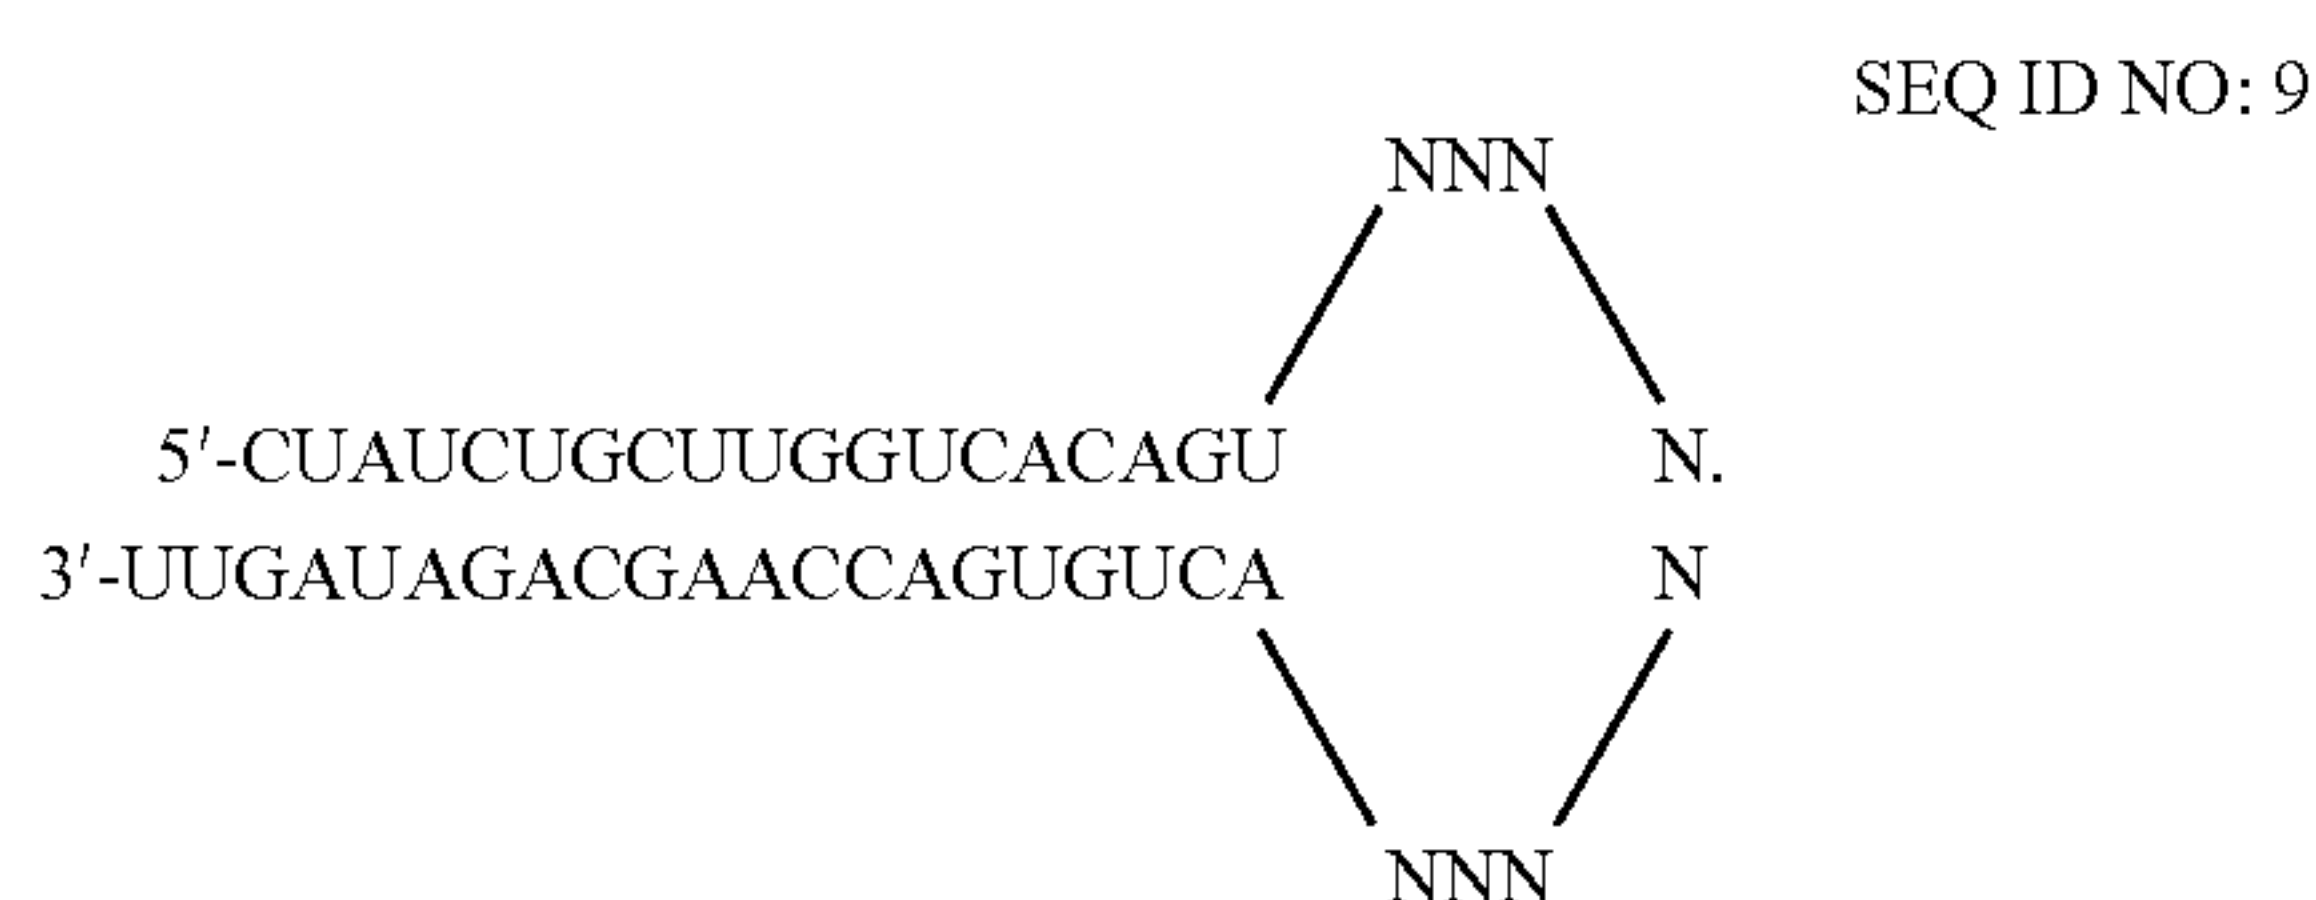 SEQ ID NO: 9
NNN
5'-CUAUCUGCUUGGUCACAGU N.
3'-UUGAUAGACGAACCAGUGUCA N
NNN